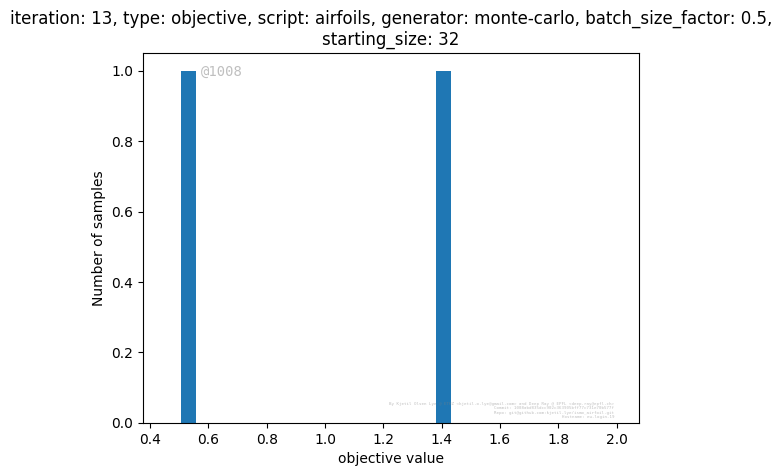 iteration: 13, type: objective, script: airfoils, generator: monte-carlo, batch_size_factor: 0.5,
starting_size: 32
@1008
1.0
0.8
0.6
0.4
0.2
0.0
Number of samples
0.4 0.6 0.8 1.0 1.2 1.4 1.6 1.8 2.0
objective value